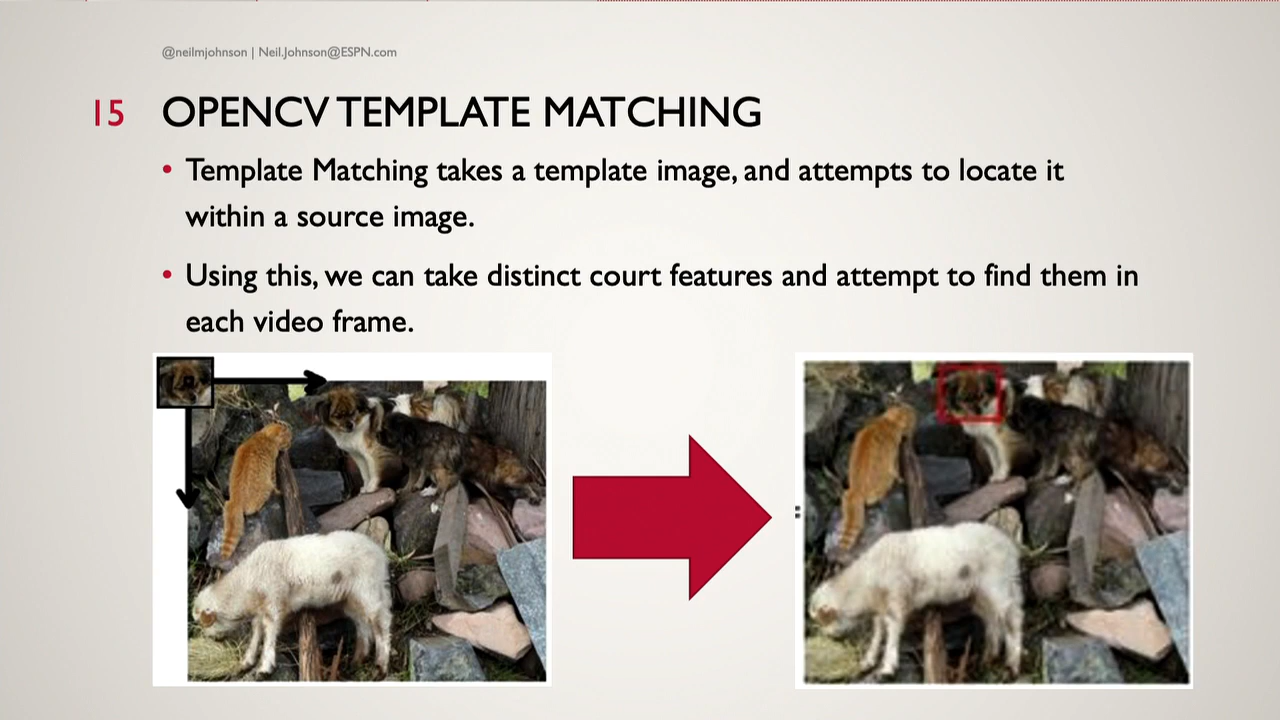 @neilmjohnson | Neil.Johnson@ESPN.com
15 OPENCV TEMPLATE MATCHING
• Template Matching takes a template image, and attempts to locate it
within a source image.
• Using this, we can take distinct court features and attempt to find them in
each video frame.